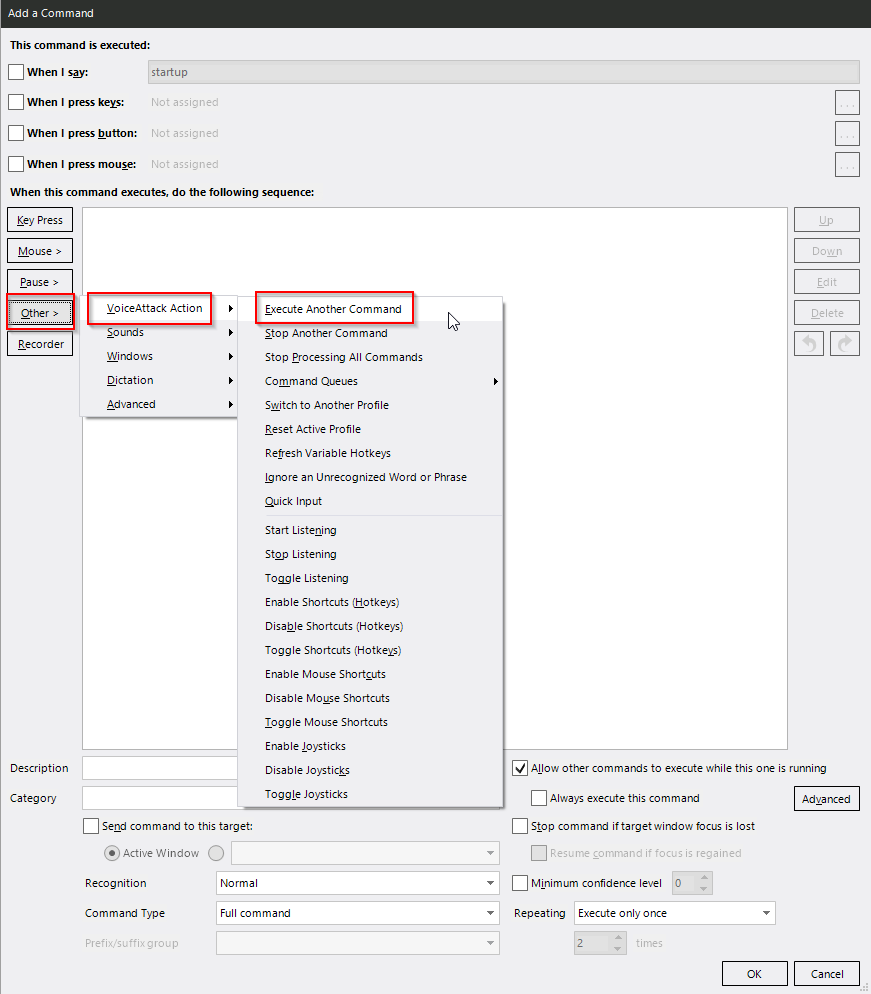 Add a Command
This command is executed:
When I say:
startup
When I press keys:
Not assigned
...
When I press button:
Not assigned
...
When I press mouse:
Not assigned
...
When this command executes, do the following sequence:
Key Press
Mouse >
Pause >
Other >
Recorder
VoiceAttack Action
Sounds
Windows
Dictation
Advanced
Execute Another Command
Stop Another Command
Stop Processing All Commands
Command Queues
Switch to Another Profile
Reset Active Profile
Refresh Variable Hotkeys
Ignore an Unrecognized Word or Phrase
Quick Input
Start Listening
Stop Listening
Toggle Listening
Enable Shortcuts (Hotkeys)
Disable Shortcuts (Hotkeys)
Toggle Shortcuts (Hotkeys)
Enable Mouse Shortcuts
Disable Mouse Shortcuts
Toggle Mouse Shortcuts
Enable Joysticks
Disable Joysticks
Toggle Joysticks
Up
Down
Edit
Delete
Description
Category
Allow other commands to execute while this one is running
Always execute this command
Advanced
Send command to this target:
Stop command if target window focus is lost
Active Window
Resume command if focus is regained
Recognition
Normal
Minimum confidence level
0
Command Type
Full command
Repeating
Execute only once
Prefix/suffix group
2
times
OK
Cancel